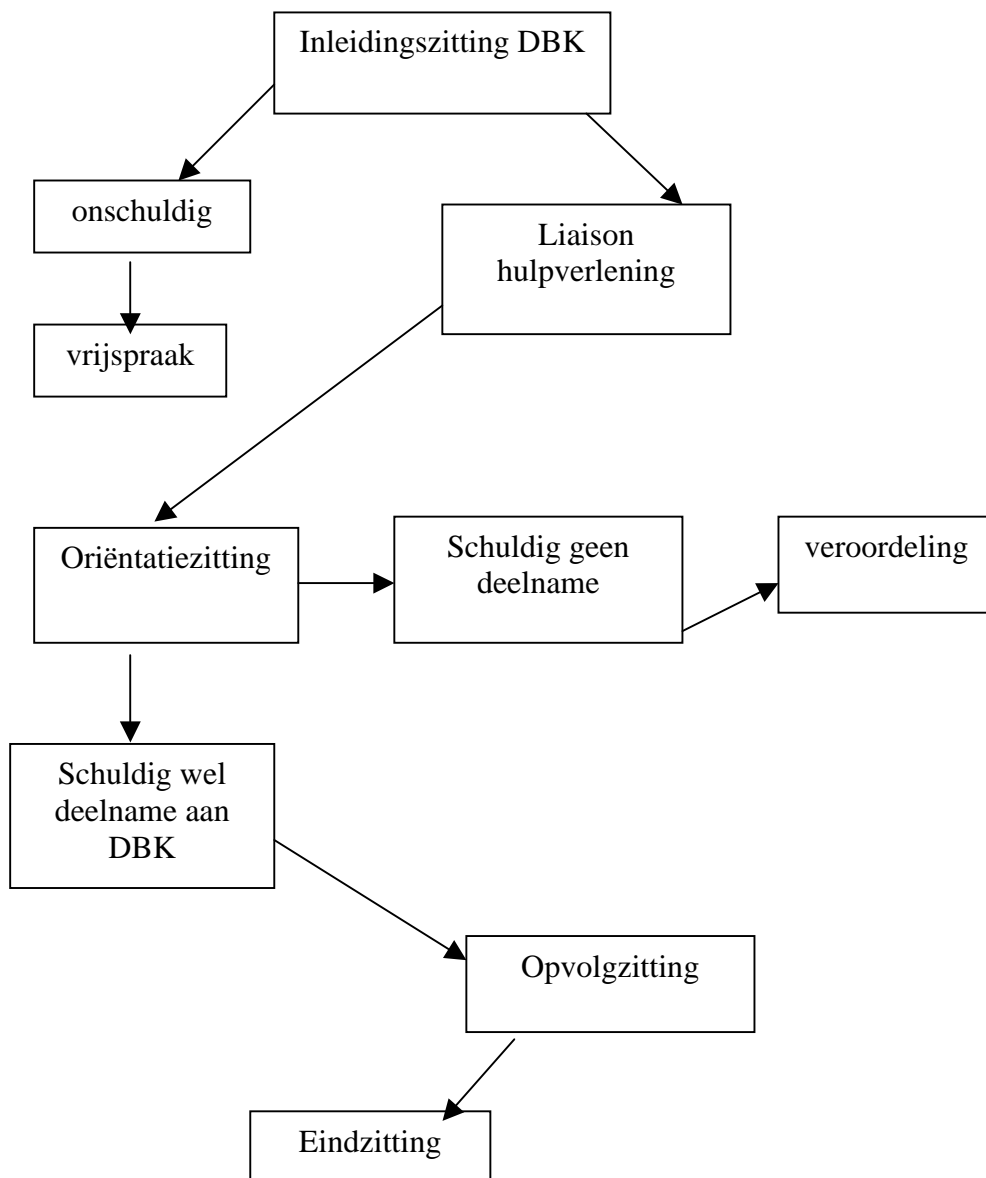 Inleidingszitting DBK
onschuldig
Liaison
hulpverlening
vrijspraak
Oriëntatiezitting
Schuldig geen
deelname
veroordeling
Schuldig wel
deelname aan
DBK
Opvolgzitting
Eindzitting